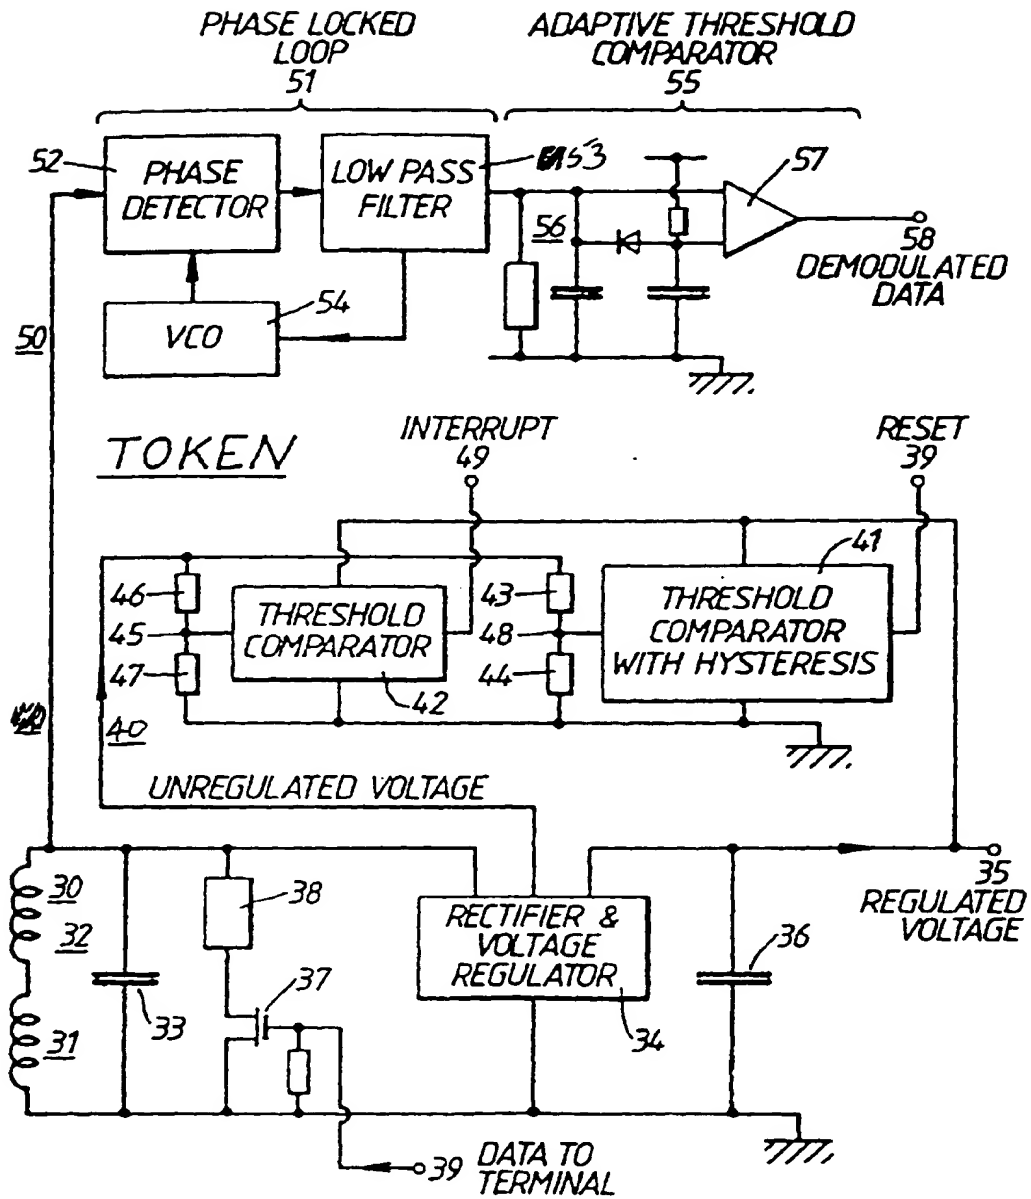 PHASE LOCKED
LOOP
51
ADAPTIVE THRESHOLD
COMPARATOR
55
52
PHASE
DETECTOR
LOW PASS
FILTER
53
57
56
58
DEMODULATED
DATA
54
VCO
50
TOKEN
INTERRUPT
49
RESET
39
41
46
45
47
THRESHOLD
COMPARATOR
42
43
48
44
THRESHOLD
COMPARATOR
WITH HYSTERESIS
40
UNREGULATED VOLTAGE
30
32
31
33
38
37
RECTIFIER &
VOLTAGE
REGULATOR
34
36
35
REGULATED
VOLTAGE
39 DATA TO
TERMINAL